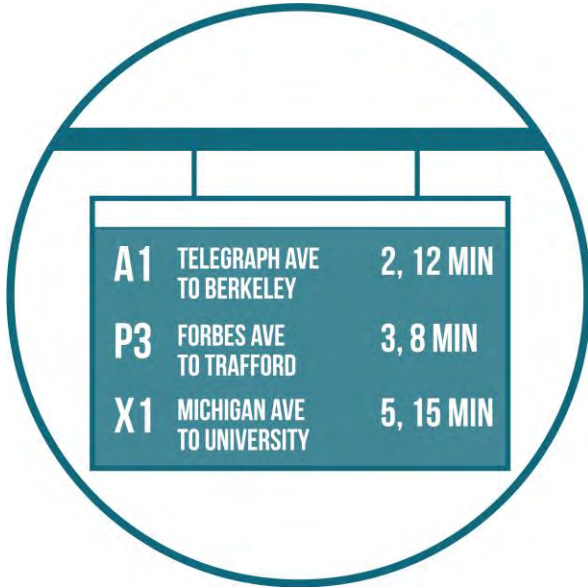 A1 TELEGRAPH AVE 2, 12 MIN
TO BERKELEY
P3 FORBES AVE 3, 8 MIN
TO TRAFFORD
X1 MICHIGAN AVE 5, 15 MIN
TO UNIVERSITY